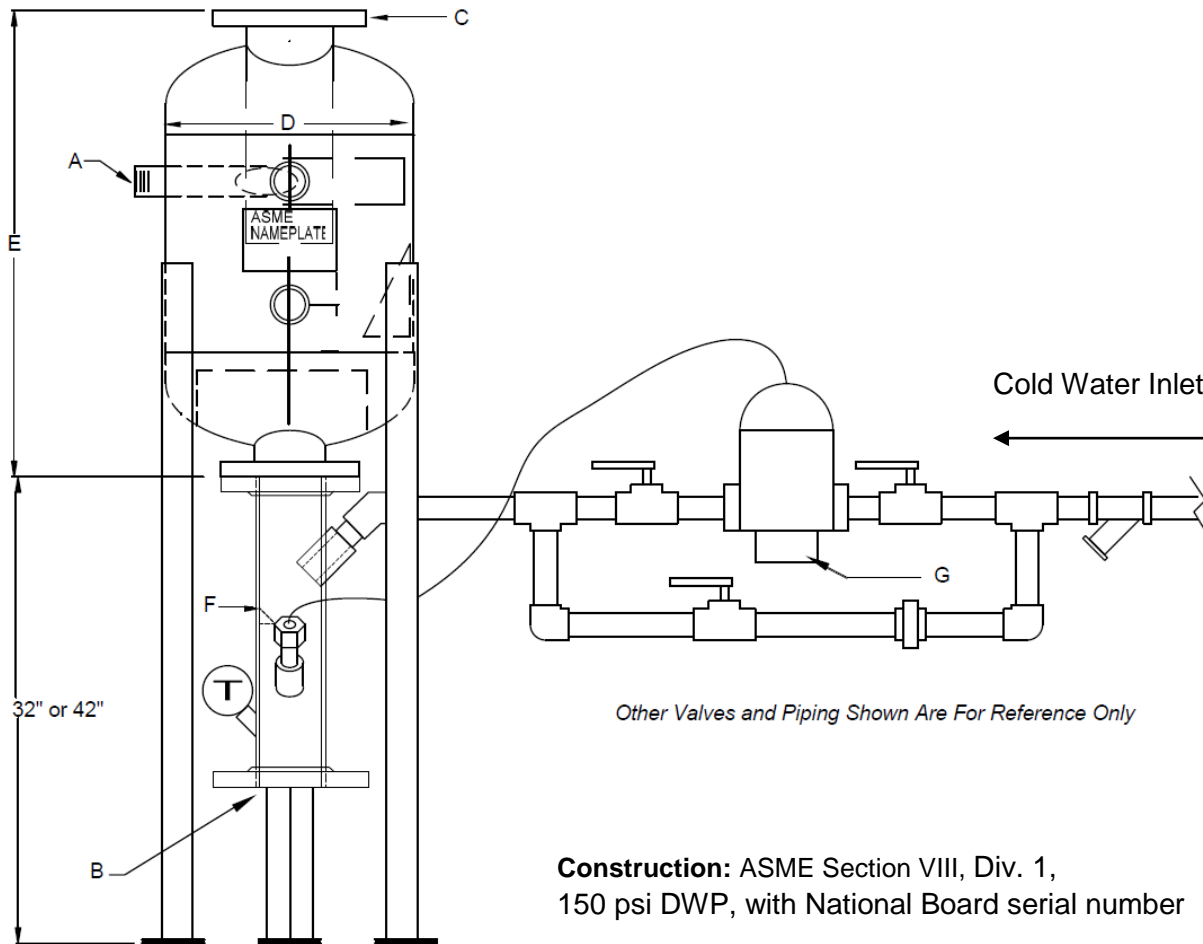 C
D
A
ASME
NAMEPLATE
E
Cold Water Inlet
G
F
T
32" or 42"
Other Valves and Piping Shown Are For Reference Only
B
Construction: ASME Section VIII, Div. 1,
150 psi DWP, with National Board serial number